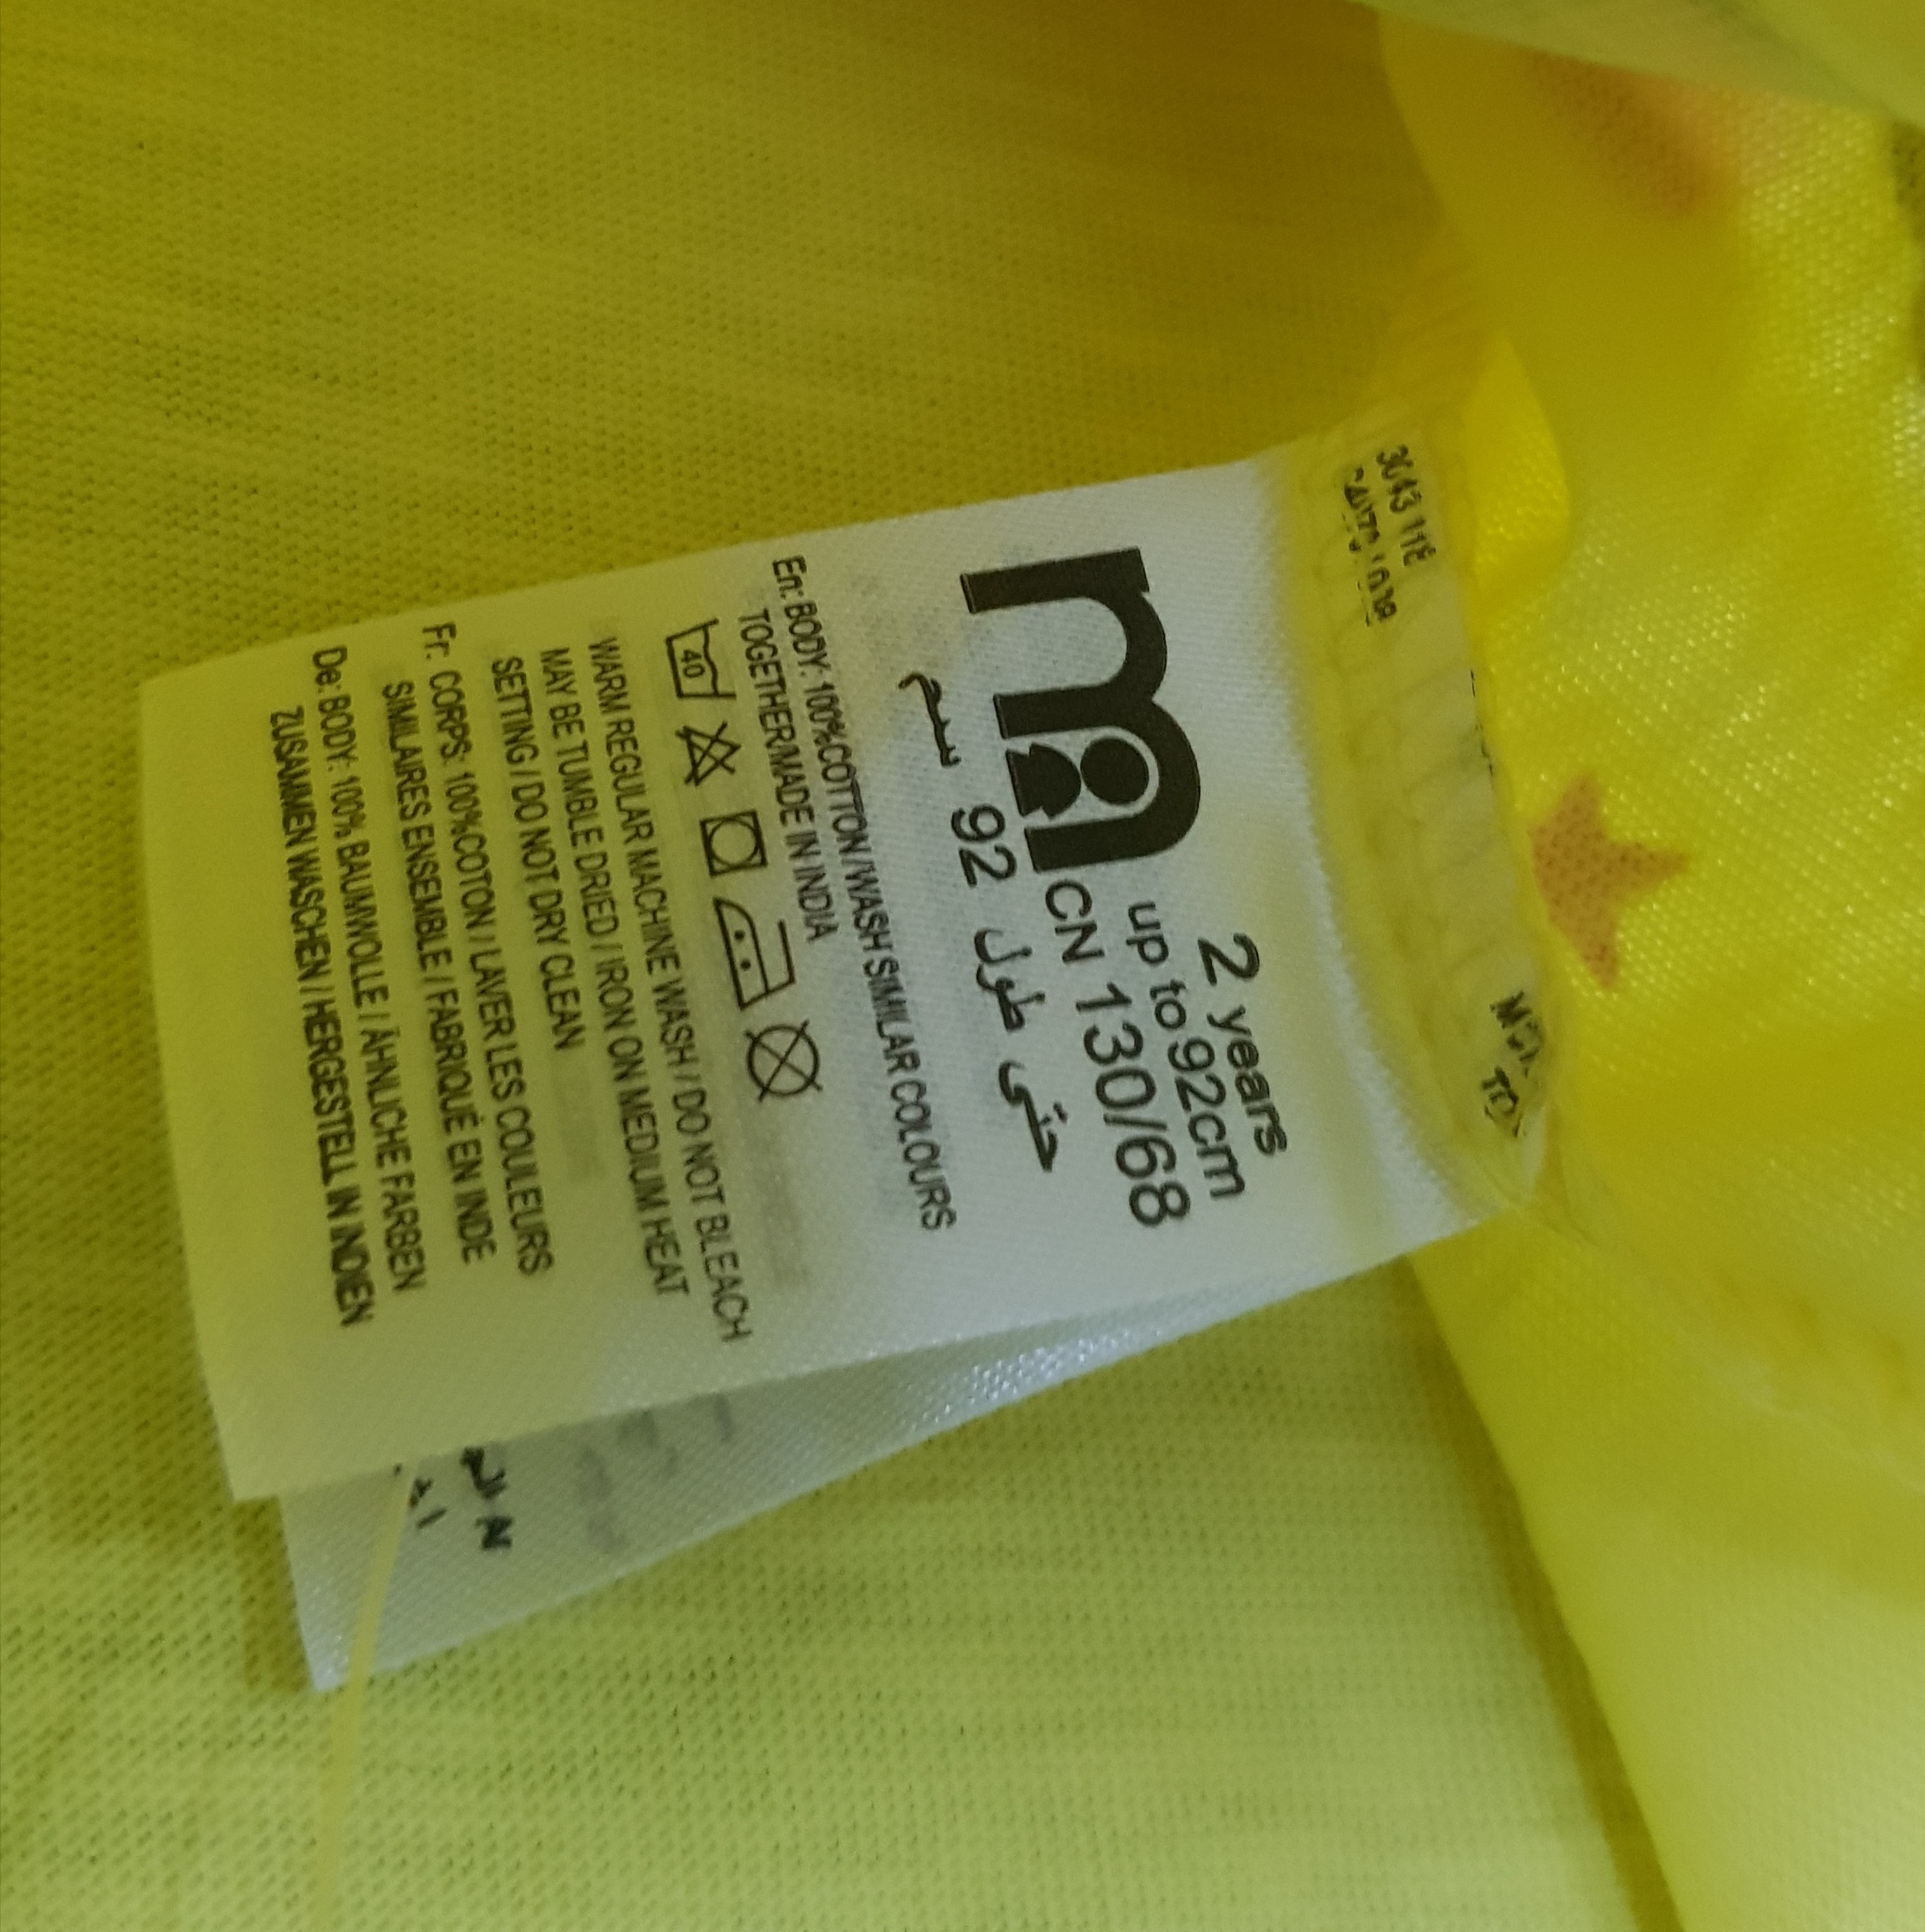 2 years
up to 92cm
CN 130/68
حتى طول 92 سم
En: BODY: 100%COTTON/WASH SIMILAR COLOURS
TOGETHER/MADE IN INDIA
40
WARM REGULAR MACHINE WASH / DO NOT BLEACH
MAY BE TUMBLE DRIED / IRON ON MEDIUM HEAT
SETTING / DO NOT DRY CLEAN
Fr: CORPS: 100%COTON / LAVER LES COULEURS
SIMILAIRES ENSEMBLE / FABRIQUÉ EN INDE
De: BODY: 100% BAUMWOLLE / ÄHNLICHE FARBEN
ZUSAMMEN WASCHEN / HERGESTELL IN INDIEN